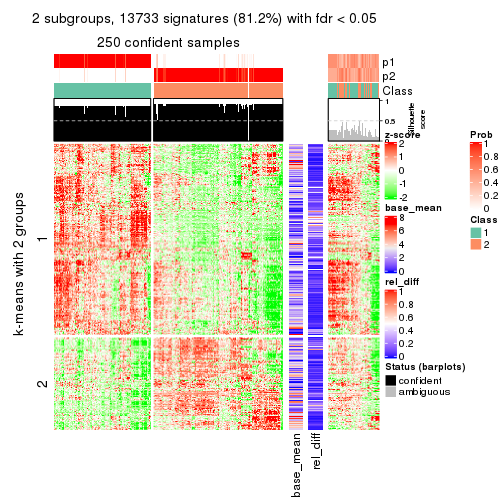 2 subgroups, 13733 signatures (81.2%) with fdr < 0.05
250 confident samples
p1
p2
Class
1
0.5
0
Silhouette
score
k-means with 2 groups
1
2
z-score
2
1
0
-1
-2
base_mean
8
6
4
2
0
rel_diff
1
0.8
0.6
0.4
0.2
0
Status (barplots)
confident
ambiguous
Prob
1
0.8
0.6
0.4
0.2
0
Class
1
2
base_mean
rel_diff